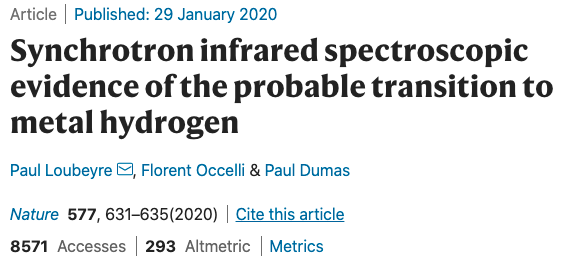 Article | Published: 29 January 2020
Synchrotron infrared spectroscopic
evidence of the probable transition to
metal hydrogen
Paul Loubeyre, Florent Occelli & Paul Dumas
Nature 577, 631–635(2020) | Cite this article
8571 Accesses | 293 Altmetric | Metrics